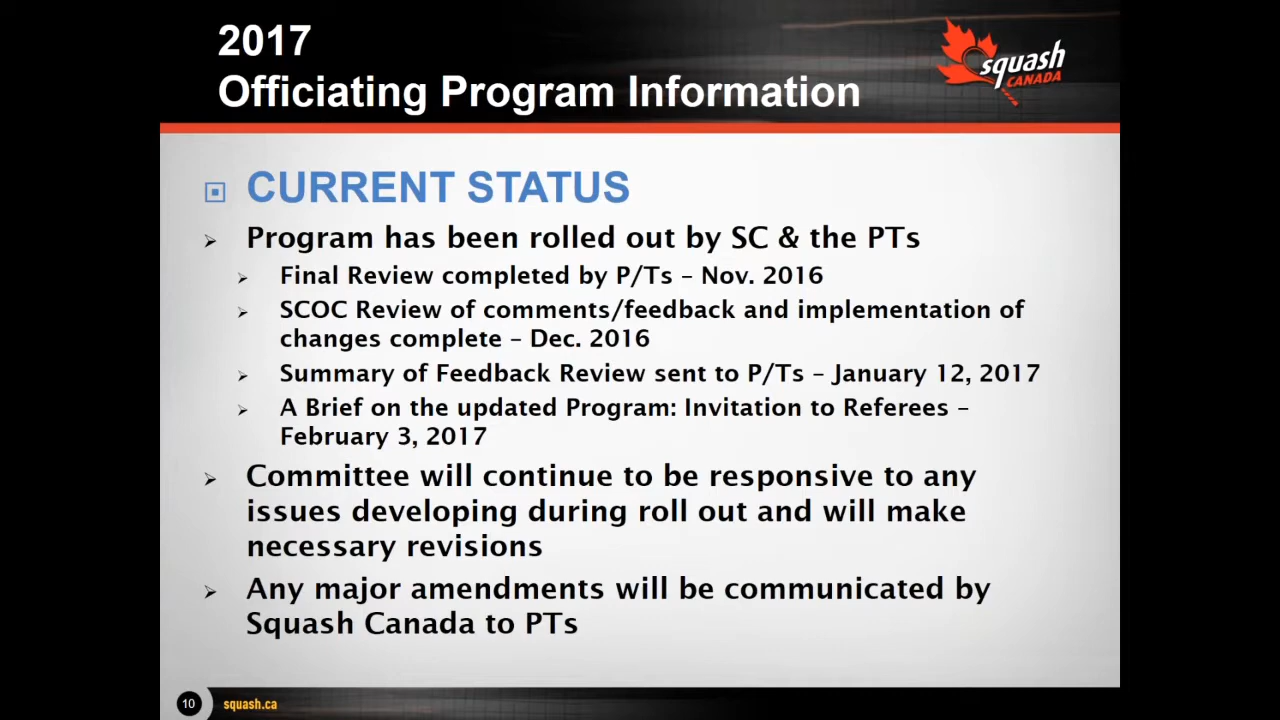 2017
Officiating Program Information
squash
CANADA
CURRENT STATUS
Program has been rolled out by SC & the PTs
Final Review completed by P/Ts – Nov. 2016
SCOC Review of comments/feedback and implementation of
changes complete – Dec. 2016
Summary of Feedback Review sent to P/Ts – January 12, 2017
A Brief on the updated Program: Invitation to Referees –
February 3, 2017
Committee will continue to be responsive to any
issues developing during roll out and will make
necessary revisions
Any major amendments will be communicated by
Squash Canada to PTs
10
squash.ca